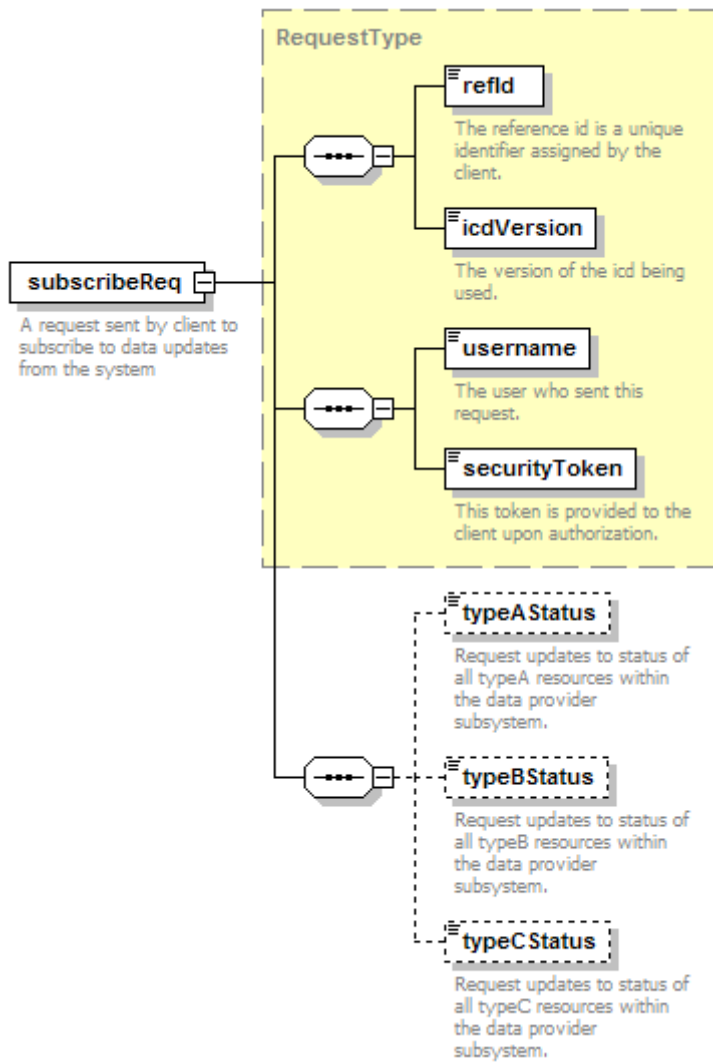 RequestType
refId
The reference id is a unique
identifier assigned by the
client.
icdVersion
The version of the icd being
used.
subscribeReq
A request sent by client to
subscribe to data updates
from the system
username
The user who sent this
request.
securityToken
This token is provided to the
client upon authorization.
typeAStatus
Request updates to status of
all typeA resources within
the data provider
subsystem.
typeBStatus
Request updates to status of
all typeB resources within
the data provider
subsystem.
typeCStatus
Request updates to status of
all typeC resources within
the data provider
subsystem.